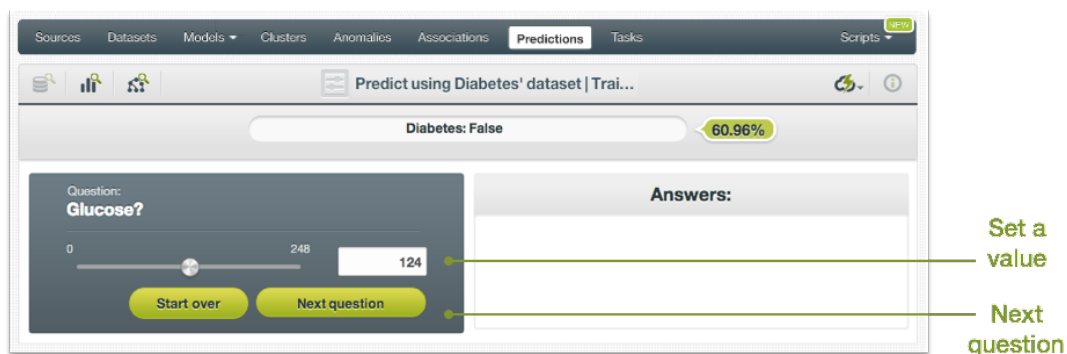 NEW
Sources Datasets Models Clusters Anomalies Associations Predictions Tasks Scripts
Predict using Diabetes' dataset | Trai...
Diabetes: False 60.96%
Question:
Glucose?
0 248
124
Start over Next question
Answers:
Set a
value
Next
question